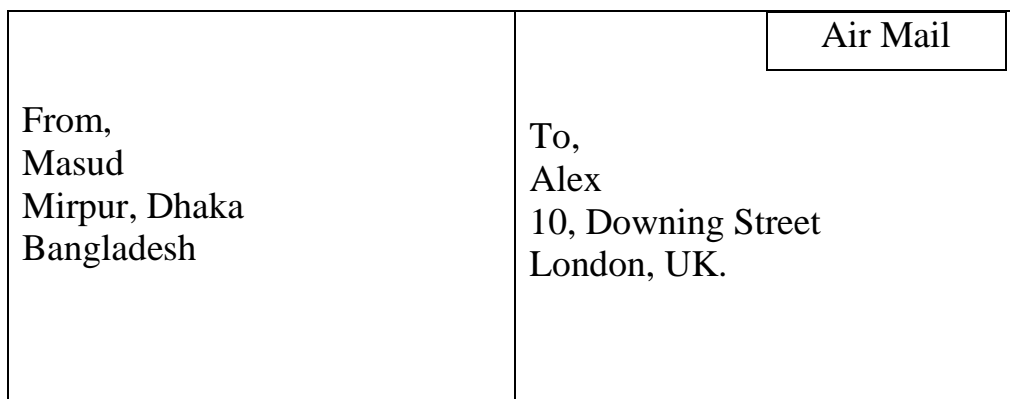 From,
Masud
Mirpur, Dhaka
Bangladesh
Air Mail
To,
Alex
10, Downing Street
London, UK.